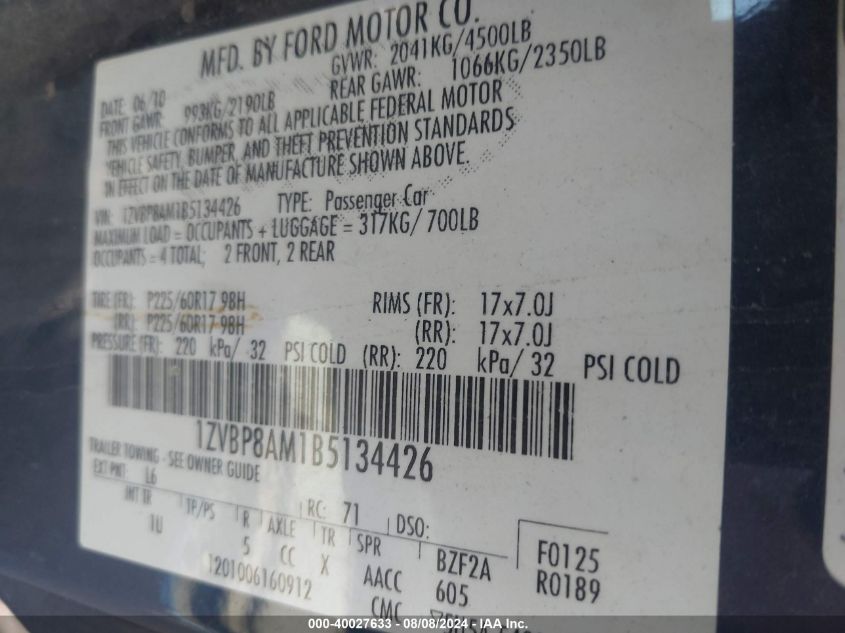 MFD. BY FORD MOTOR CO.
DATE 06/10 GVWR: 2041KG/4500LB
FRONT GAWR: 993KG/2190LB REAR GAWR: 1066KG/2350LB
THIS VEHICLE CONFORMS TO ALL APPLICABLE FEDERAL MOTOR
VEHICLE SAFETY, BUMPER, AND THEFT PREVENTION STANDARDS
IN EFFECT ON THE DATE OF MANUFACTURE SHOWN ABOVE.
VIN: 1ZVBP8AM1B5134426 TYPE: Passenger Car
MAXIMUM LOAD = OCCUPANTS + LUGGAGE = 317KG/ 700LB
OCCUPANTS = 4 TOTAL; 2 FRONT, 2 REAR
TIRE (FR): P225/60R17 98H RIMS (FR): 17x7.0J
(RR): P225/60R17 98H (RR): 17x7.0J
PRESSURE (FR): 220 kPa/ 32 PSI COLD (RR): 220 kPa/ 32 PSI COLD
1ZVBP8AM1B5134426
TRAILER TOWING - SEE OWNER GUIDE
EXT PNT: L6 RC: 71 DSO: F0125
INT TR TP/PS R AXLE TR SPR BZF2A R0189
1U 5 CC X AACC 605
1201006160912 CMC
000-40027633 - 08/08/2024 - www.iaai.com